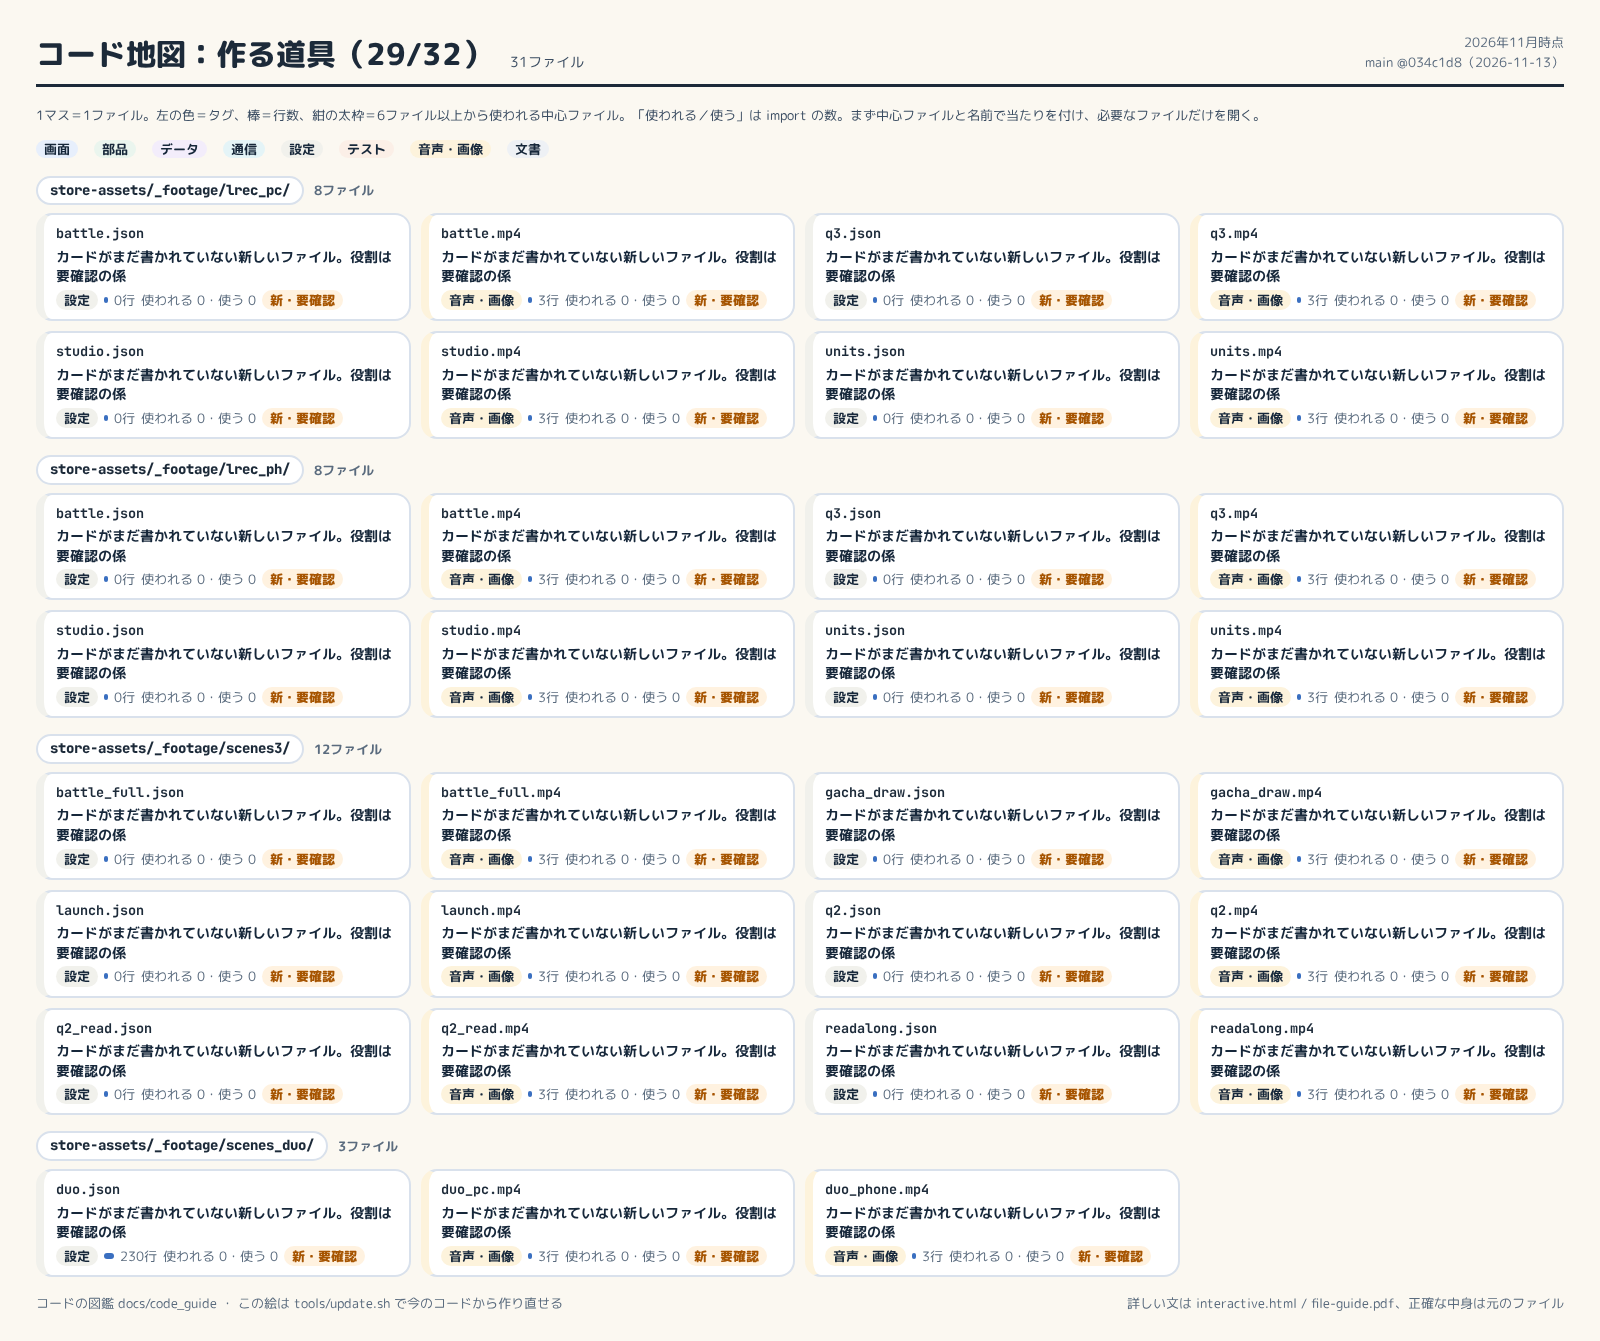 コード地図：作る道具（29/32） 31ファイル
2026年11月時点
main @034c1d8（2026-11-13）
1マス＝1ファイル。左の色＝タグ、棒＝行数、紺の太枠＝6ファイル以上から使われる中心ファイル。「使われる／使う」は import の数。まず中心ファイルと名前で当たりを付け、必要なファイルだけを開く。
画面 部品 データ 通信 設定 テスト 音声・画像 文書
store-assets/_footage/lrec_pc/ 8ファイル
battle.json
カードがまだ書かれていない新しいファイル。役割は
要確認の係
設定 0行 使われる 0 · 使う 0 新・要確認
battle.mp4
カードがまだ書かれていない新しいファイル。役割は
要確認の係
音声・画像 3行 使われる 0 · 使う 0 新・要確認
q3.json
カードがまだ書かれていない新しいファイル。役割は
要確認の係
設定 0行 使われる 0 · 使う 0 新・要確認
q3.mp4
カードがまだ書かれていない新しいファイル。役割は
要確認の係
音声・画像 3行 使われる 0 · 使う 0 新・要確認
studio.json
カードがまだ書かれていない新しいファイル。役割は
要確認の係
設定 0行 使われる 0 · 使う 0 新・要確認
studio.mp4
カードがまだ書かれていない新しいファイル。役割は
要確認の係
音声・画像 3行 使われる 0 · 使う 0 新・要確認
units.json
カードがまだ書かれていない新しいファイル。役割は
要確認の係
設定 0行 使われる 0 · 使う 0 新・要確認
units.mp4
カードがまだ書かれていない新しいファイル。役割は
要確認の係
音声・画像 3行 使われる 0 · 使う 0 新・要確認
store-assets/_footage/lrec_ph/ 8ファイル
battle.json
カードがまだ書かれていない新しいファイル。役割は
要確認の係
設定 0行 使われる 0 · 使う 0 新・要確認
battle.mp4
カードがまだ書かれていない新しいファイル。役割は
要確認の係
音声・画像 3行 使われる 0 · 使う 0 新・要確認
q3.json
カードがまだ書かれていない新しいファイル。役割は
要確認の係
設定 0行 使われる 0 · 使う 0 新・要確認
q3.mp4
カードがまだ書かれていない新しいファイル。役割は
要確認の係
音声・画像 3行 使われる 0 · 使う 0 新・要確認
studio.json
カードがまだ書かれていない新しいファイル。役割は
要確認の係
設定 0行 使われる 0 · 使う 0 新・要確認
studio.mp4
カードがまだ書かれていない新しいファイル。役割は
要確認の係
音声・画像 3行 使われる 0 · 使う 0 新・要確認
units.json
カードがまだ書かれていない新しいファイル。役割は
要確認の係
設定 0行 使われる 0 · 使う 0 新・要確認
units.mp4
カードがまだ書かれていない新しいファイル。役割は
要確認の係
音声・画像 3行 使われる 0 · 使う 0 新・要確認
store-assets/_footage/scenes3/ 12ファイル
battle_full.json
カードがまだ書かれていない新しいファイル。役割は
要確認の係
設定 0行 使われる 0 · 使う 0 新・要確認
battle_full.mp4
カードがまだ書かれていない新しいファイル。役割は
要確認の係
音声・画像 3行 使われる 0 · 使う 0 新・要確認
gacha_draw.json
カードがまだ書かれていない新しいファイル。役割は
要確認の係
設定 0行 使われる 0 · 使う 0 新・要確認
gacha_draw.mp4
カードがまだ書かれていない新しいファイル。役割は
要確認の係
音声・画像 3行 使われる 0 · 使う 0 新・要確認
launch.json
カードがまだ書かれていない新しいファイル。役割は
要確認の係
設定 0行 使われる 0 · 使う 0 新・要確認
launch.mp4
カードがまだ書かれていない新しいファイル。役割は
要確認の係
音声・画像 3行 使われる 0 · 使う 0 新・要確認
q2.json
カードがまだ書かれていない新しいファイル。役割は
要確認の係
設定 0行 使われる 0 · 使う 0 新・要確認
q2.mp4
カードがまだ書かれていない新しいファイル。役割は
要確認の係
音声・画像 3行 使われる 0 · 使う 0 新・要確認
q2_read.json
カードがまだ書かれていない新しいファイル。役割は
要確認の係
設定 0行 使われる 0 · 使う 0 新・要確認
q2_read.mp4
カードがまだ書かれていない新しいファイル。役割は
要確認の係
音声・画像 3行 使われる 0 · 使う 0 新・要確認
readalong.json
カードがまだ書かれていない新しいファイル。役割は
要確認の係
設定 0行 使われる 0 · 使う 0 新・要確認
readalong.mp4
カードがまだ書かれていない新しいファイル。役割は
要確認の係
音声・画像 3行 使われる 0 · 使う 0 新・要確認
store-assets/_footage/scenes_duo/ 3ファイル
duo.json
カードがまだ書かれていない新しいファイル。役割は
要確認の係
設定 230行 使われる 0 · 使う 0 新・要確認
duo_pc.mp4
カードがまだ書かれていない新しいファイル。役割は
要確認の係
音声・画像 3行 使われる 0 · 使う 0 新・要確認
duo_phone.mp4
カードがまだ書かれていない新しいファイル。役割は
要確認の係
音声・画像 3行 使われる 0 · 使う 0 新・要確認
コードの図鑑 docs/code_guide · この絵は tools/update.sh で今のコードから作り直せる
詳しい文は interactive.html / file-guide.pdf、正確な中身は元のファイル